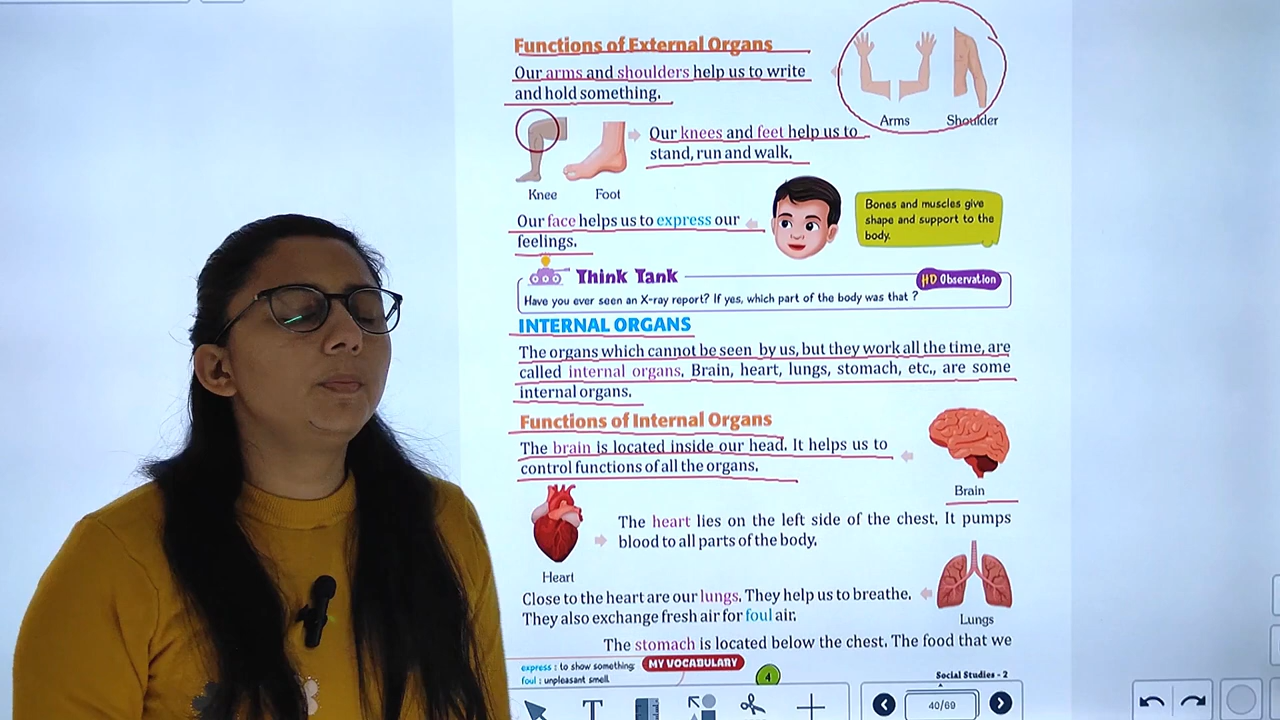 Functions of External Organs
Our arms and shoulders help us to write
and hold something.
Arms
Shoulder
Our knees and feet help us to
stand, run and walk.
Knee
Foot
Our face helps us to express our
feelings.
Bones and muscles give
shape and support to the
body.
Think Tank
HD Observation
Have you ever seen an X-ray report? If yes, which part of the body was that ?
INTERNAL ORGANS
The organs which cannot be seen by us, but they work all the time, are
called internal organs. Brain, heart, lungs, stomach, etc., are some
internal organs.
Functions of Internal Organs
The brain is located inside our head. It helps us to
control functions of all the organs.
Brain
The heart lies on the left side of the chest. It pumps
blood to all parts of the body.
Heart
Close to the heart are our lungs. They help us to breathe.
They also exchange fresh air for foul air.
Lungs
The stomach is located below the chest. The food that we
express : to show something;
foul : unpleasant smell
MY VOCABULARY
4
Social Studies - 2
T
40/69